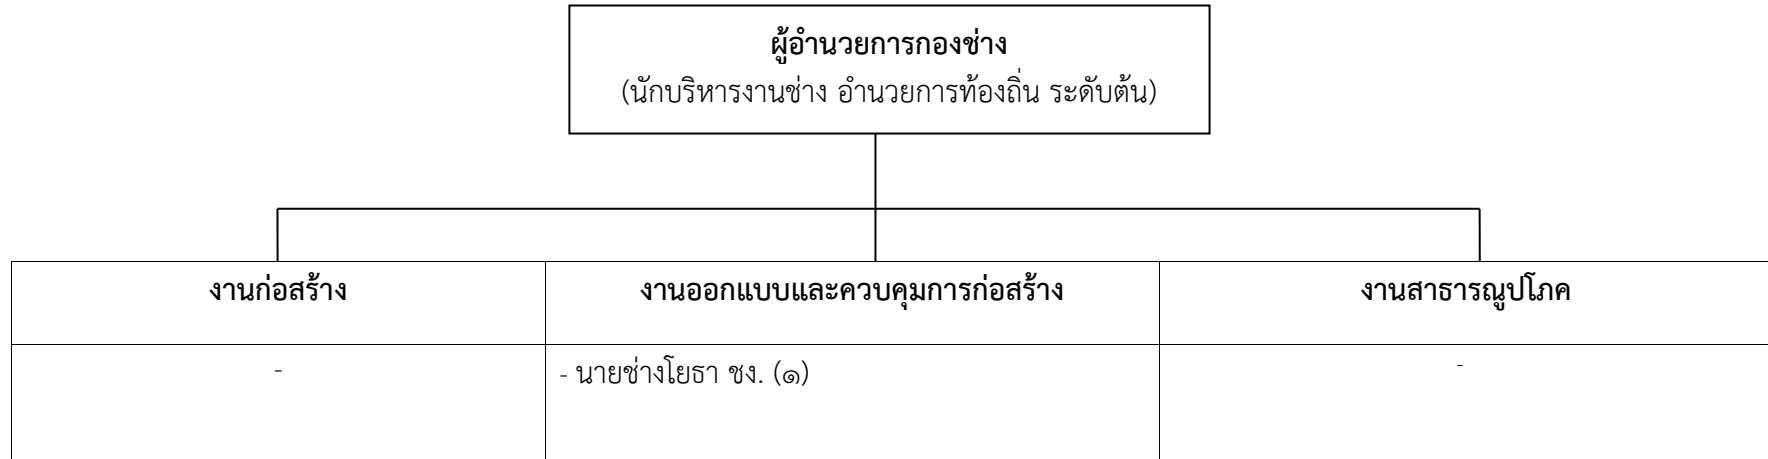 ผู้อำนวยการกองช่าง
(นักบริหารงานช่าง อำนวยการท้องถิ่น ระดับต้น)
งานก่อสร้าง
งานออกแบบและควบคุมการก่อสร้าง
งานสาธารณูปโภค
-
- นายช่างโยธา ชง. (๑)
-